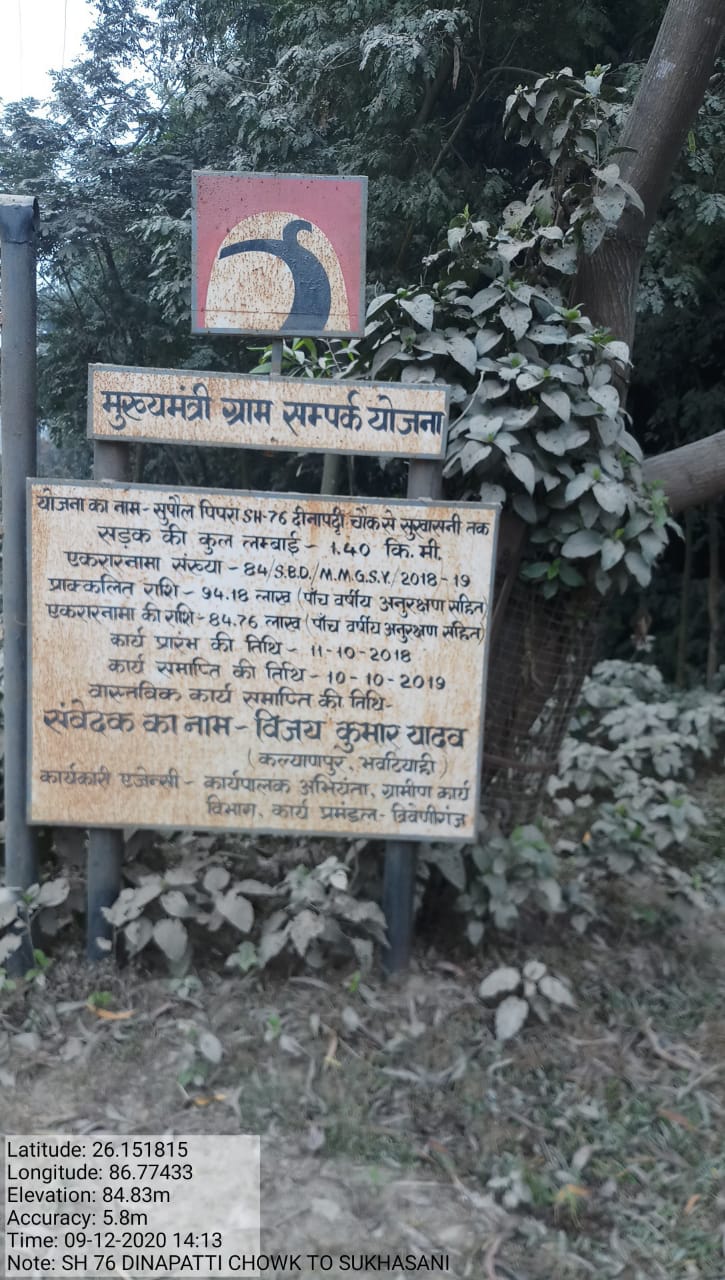 मुख्यमंत्री ग्राम सम्पर्क योजना
योजना का नाम - सुपौल पिपरा SH-76 दीनापट्टी चौक से सुखासनी तक
सड़क की कुल लम्बाई - 1.40 कि. मी.
एकरारनामा संख्या - 84/S.B.D./M.M.G.S.Y./2018-19
प्राक्कलित राशि - 94.18 लाख (पाँच वर्षीय अनुरक्षण सहित)
एकरारनामा की राशि - 84.76 लाख (पाँच वर्षीय अनुरक्षण सहित)
कार्य प्रारंभ की तिथि - 11-10-2018
कार्य समाप्ति की तिथि - 10-10-2019
वास्तविक कार्य समाप्ति की तिथि-
संवेदक का नाम - विजय कुमार यादव
(कल्याणपुर, भवटियाही)
कार्यकारी एजेन्सी - कार्यपालक अभियंता, ग्रामीण कार्य
विभाग, कार्य प्रमंडल - त्रिवेणीगंज
Latitude: 26.151815
Longitude: 86.77433
Elevation: 84.83m
Accuracy: 5.8m
Time: 09-12-2020 14:13
Note: SH 76 DINAPATTI CHOWK TO SUKHASANI